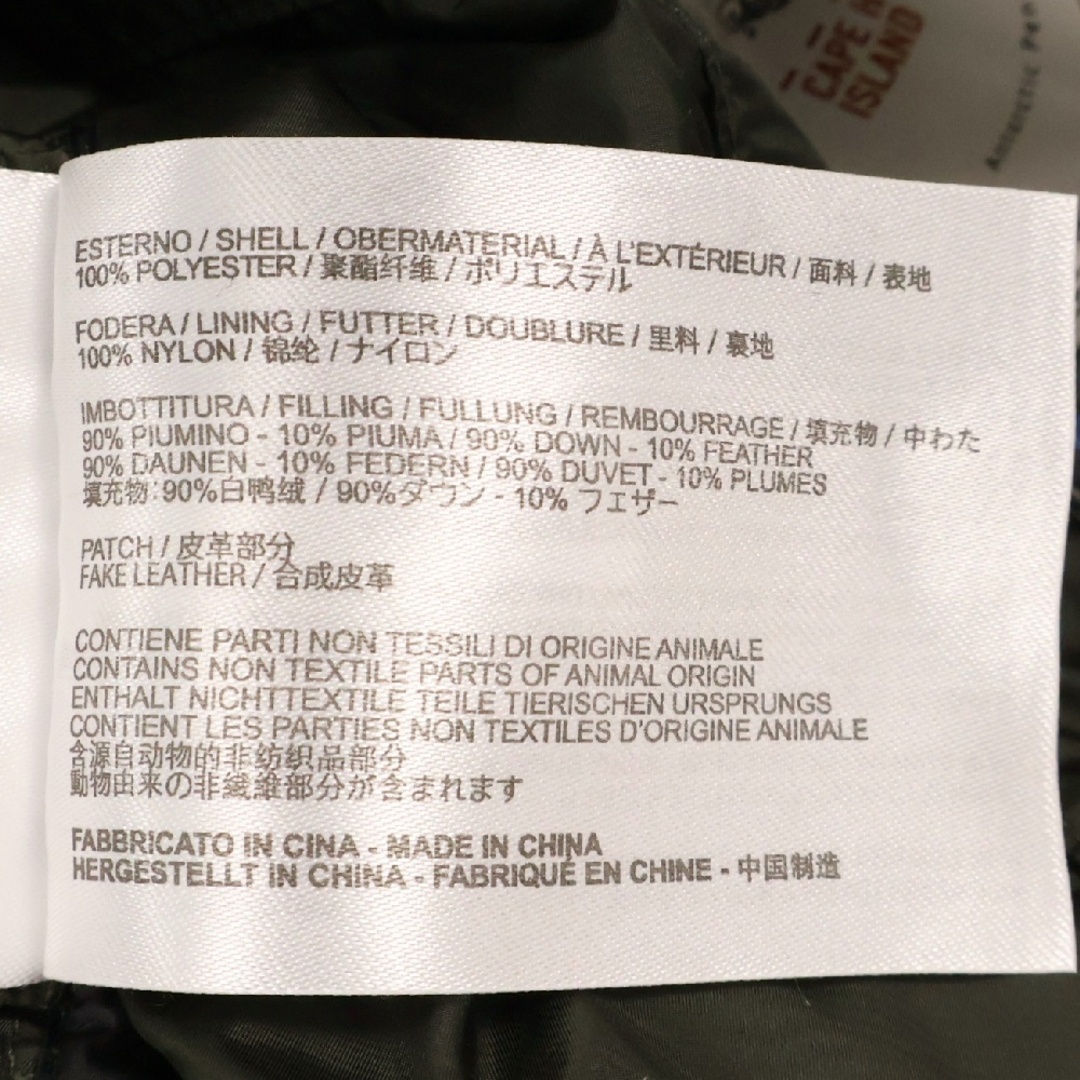 CAPE H
ISLAND
Antarctic Pen
ESTERNO / SHELL / OBERMATERIAL / À L'EXTÉRIEUR / 面料 / 表地
100% POLYESTER / 聚酯纤维 / ポリエステル
FODERA / LINING / FUTTER / DOUBLURE / 里料 / 裏地
100% NYLON / 锦纶 / ナイロン
IMBOTTITURA / FILLING / FULLUNG / REMBOURRAGE / 填充物 / 中わた
90% PIUMINO - 10% PIUMA / 90% DOWN - 10% FEATHER
90% DAUNEN - 10% FEDERN / 90% DUVET - 10% PLUMES
填充物:90%白鸭绒 / 90%ダウン - 10% フェザー
PATCH / 皮革部分
FAKE LEATHER / 合成皮革
CONTIENE PARTI NON TESSILI DI ORIGINE ANIMALE
CONTAINS NON TEXTILE PARTS OF ANIMAL ORIGIN
ENTHALT NICHTTEXTILE TEILE TIERISCHEN URSPRUNGS
CONTIENT LES PARTIES NON TEXTILES D'ORIGINE ANIMALE
含源自动物的非纺织品部分
動物由来の非繊維部分が含まれます
FABBRICATO IN CINA - MADE IN CHINA
HERGESTELLT IN CHINA - FABRIQUÉ EN CHINE - 中国制造